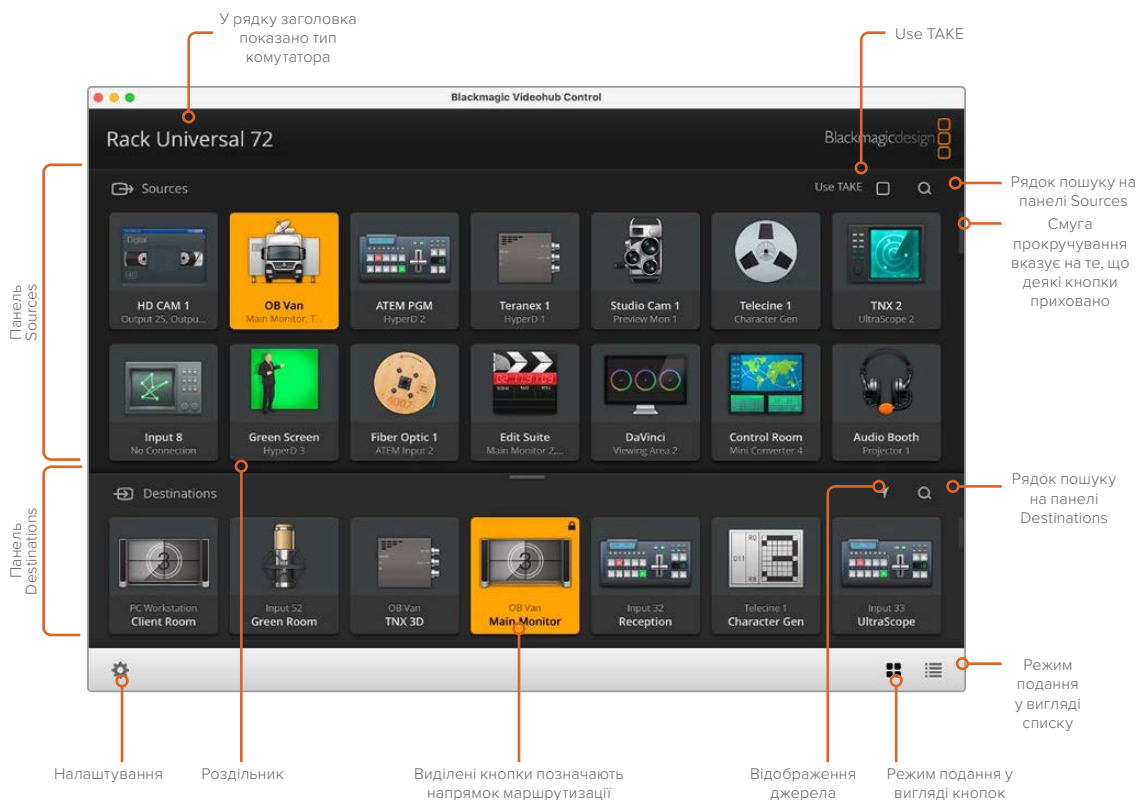 У рядку заголовка
показано тип
комутатора
Use TAKE
Blackmagic Videohub Control
Rack Universal 72
Blackmagicdesign
Панель
Sources
Sources
Use TAKE
Рядок пошуку на
панелі Sources
Смуга
прокручування
вказує на те, що
деякі кнопки
приховано
Digital
HD CAM 1
Output 25, Outpu...
OB Van
Main Monitor, T...
ATEM PGM
HyperD 2
Teranex 1
HyperD 1
Studio Cam 1
Preview Mon 1
Telecine 1
Character Gen
TNX 2
UltraScope 2
Input 8
No Connection
Green Screen
HyperD 3
Fiber Optic 1
ATEM Input 2
Edit Suite
Main Monitor 2,...
DaVinci
Viewing Area 2
Control Room
Mini Converter 4
Audio Booth
Projector 1
Панель
Destinations
Destinations
Рядок пошуку
на панелі
Destinations
3
PC Workstation
Client Room
Input 52
Green Room
OB Van
TNX 3D
3
OB Van
Main Monitor
Input 32
Reception
Telecine 1
Character Gen
Input 33
UltraScope
Режим
подання
у вигляді
списку
Налаштування
Роздільник
Виділені кнопки позначають
напрямок маршрутизації
Відображення
джерела
Режим подання у
вигляді кнопок